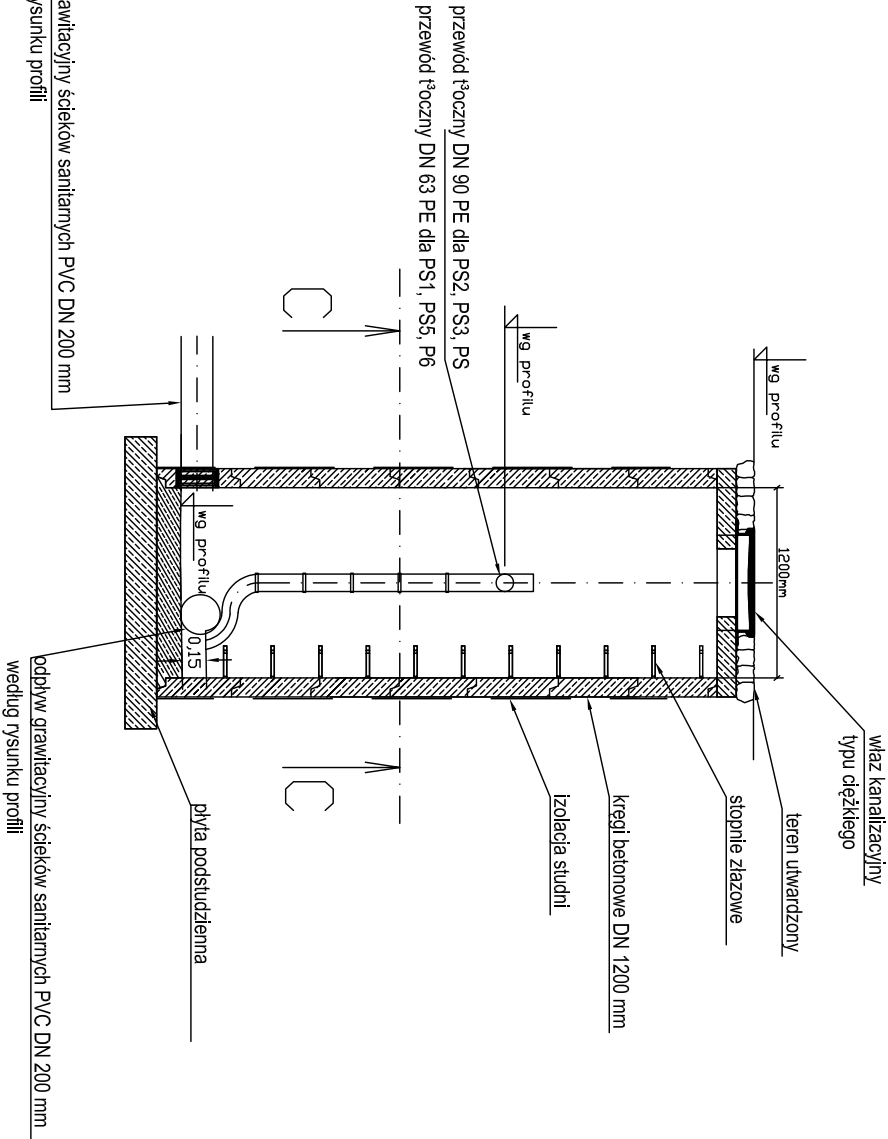 właz kanalizacyjny
typu ciężkiego
teren utwardzony
stopnie złazowe
kręgi betonowe DN 1200 mm
izolacja studni
płyta podstudzienna
odpływ grawitacyjny ścieków sanitarnych PVC DN 200 mm
według rysunku profili
wg profilu
1200mm
wg profilu
przewód t³oczny DN 90 PE dla PS2, PS3, PS
przewód t³oczny DN 63 PE dla PS1, PS5, P6
C
C
wg profilu
0,15
awitacyjny ścieków sanitarnych PVC DN 200 mm
ysunku profili